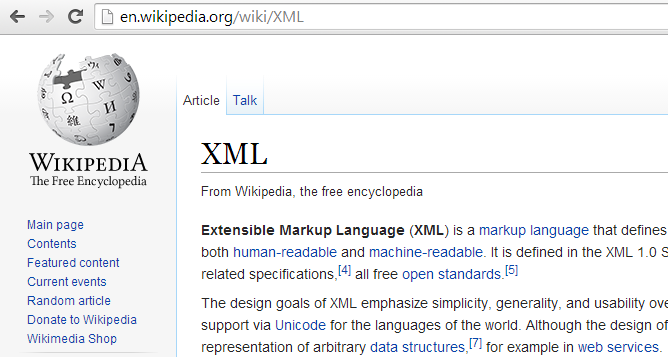 en.wikipedia.org/wiki/XML
Ω W И 維
WIKIPEDIA
The Free Encyclopedia
Main page
Contents
Featured content
Current events
Random article
Donate to Wikipedia
Wikimedia Shop
Article Talk
XML
From Wikipedia, the free encyclopedia
Extensible Markup Language (XML) is a markup language that defines
both human-readable and machine-readable. It is defined in the XML 1.0 S
related specifications,[4] all free open standards.[5]
The design goals of XML emphasize simplicity, generality, and usability ove
support via Unicode for the languages of the world. Although the design of
representation of arbitrary data structures,[7] for example in web services.